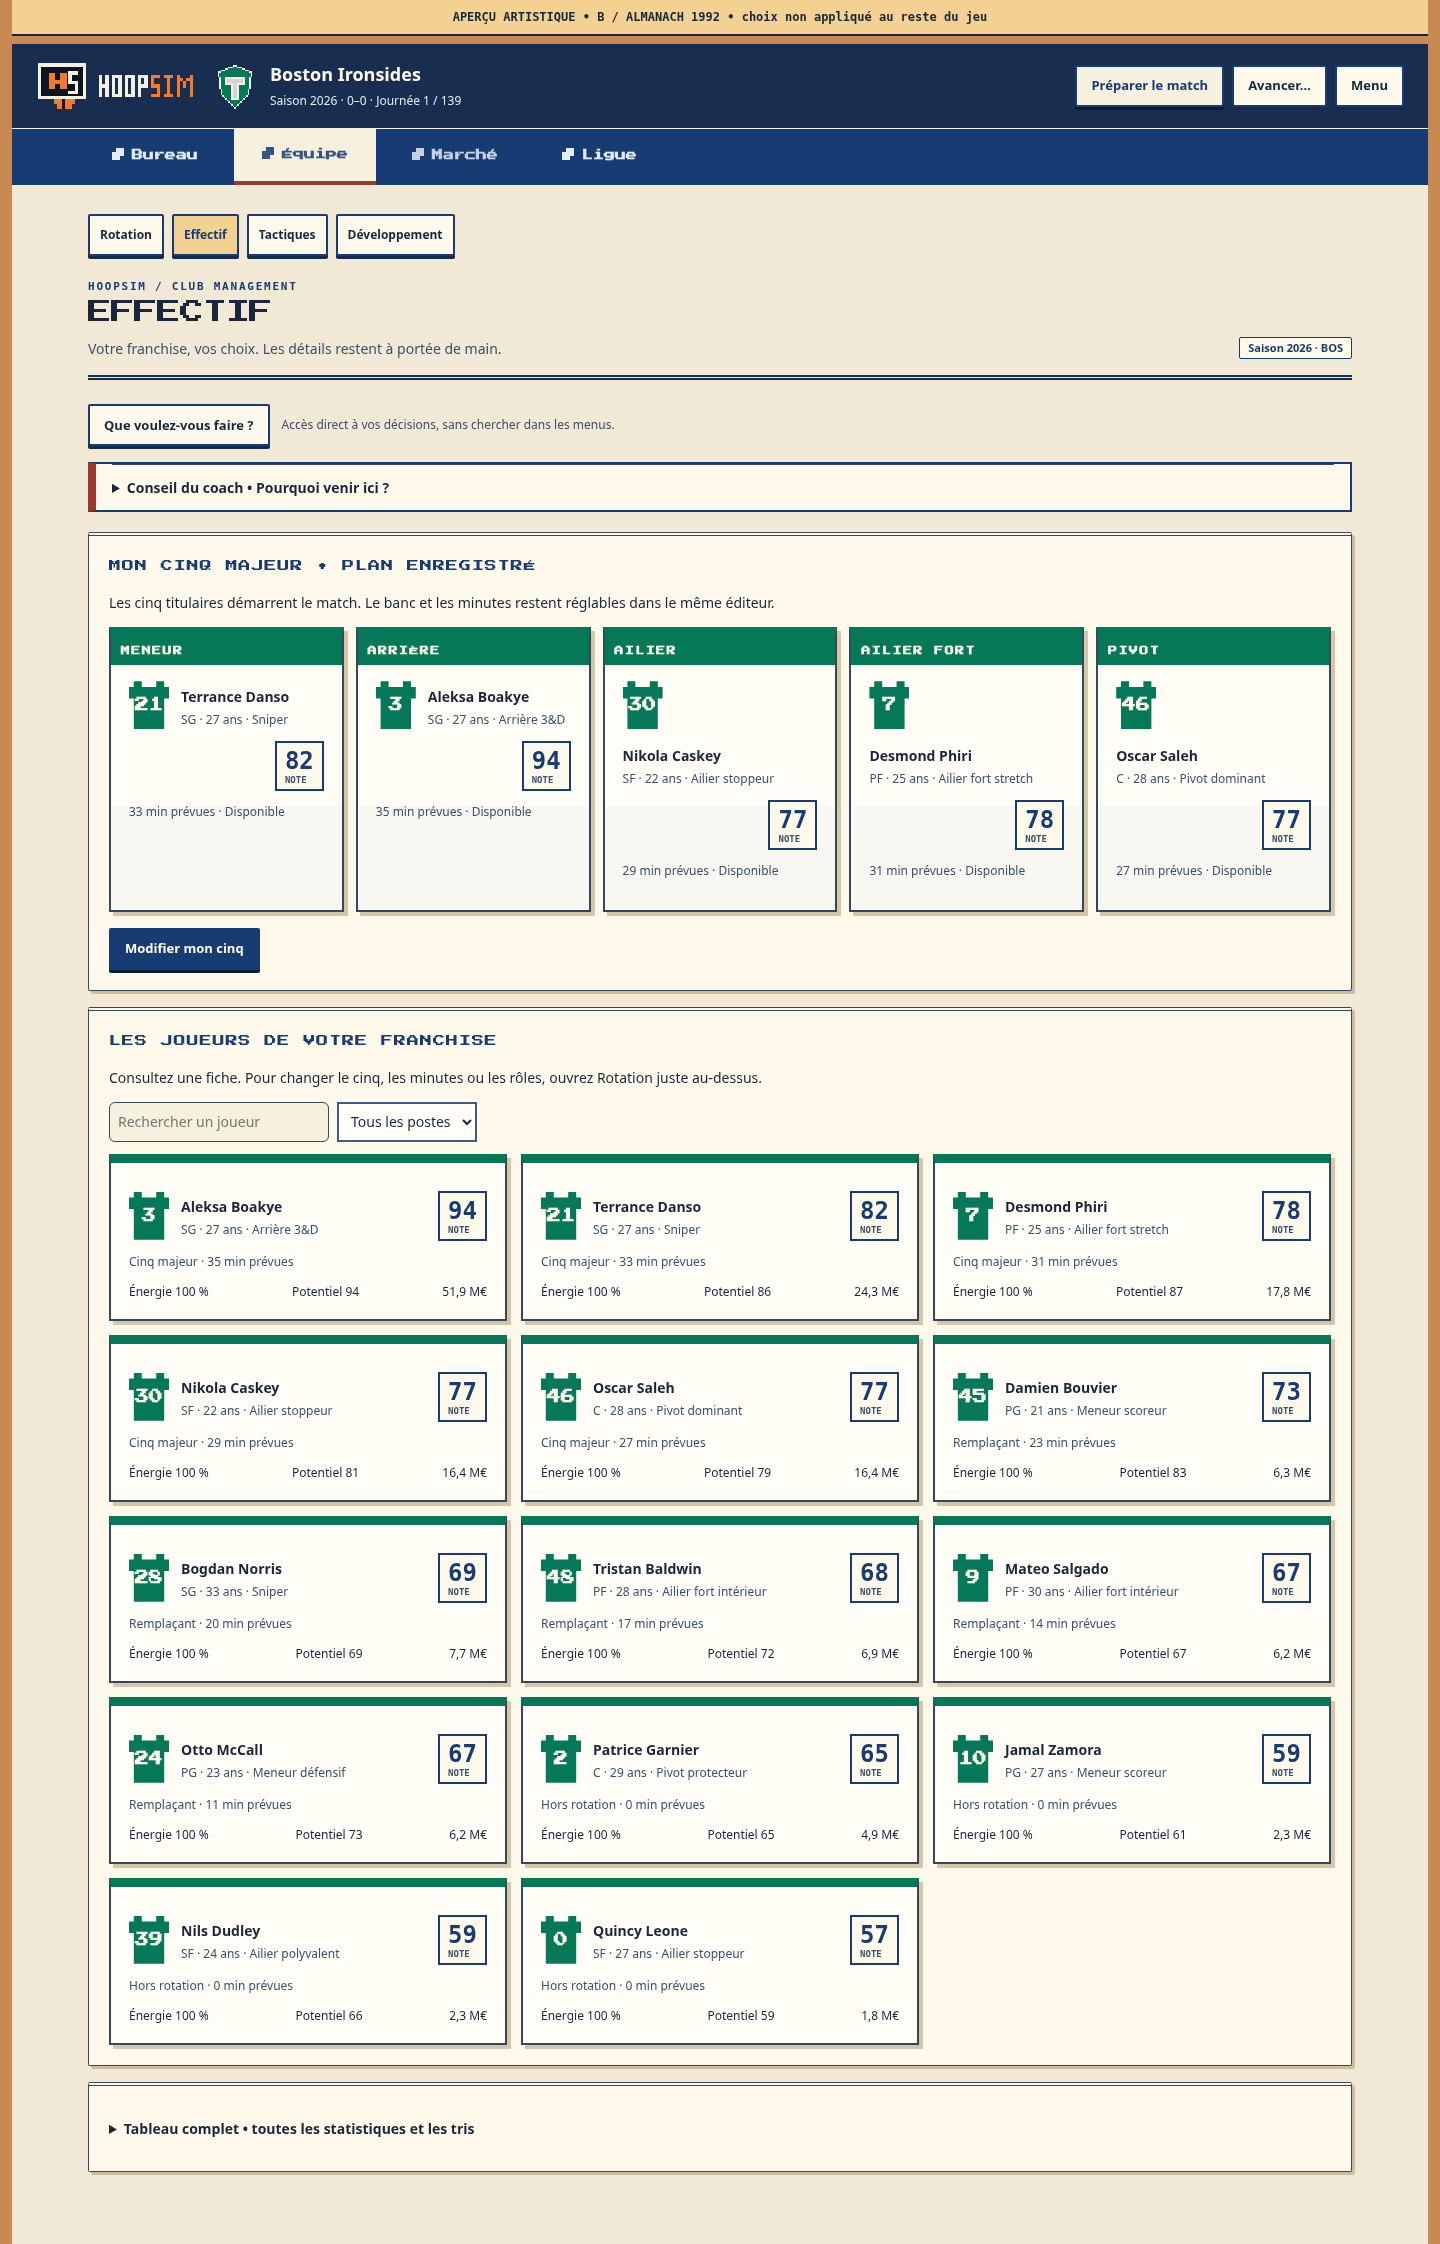 APERÇU ARTISTIQUE • B / ALMANACH 1992 • choix non appliqué au reste du jeu
HS HOOPSIM
T
Boston Ironsides
Saison 2026 · 0–0 · Journée 1 / 139
Préparer le match
Avancer...
Menu
Bureau
Équipe
Marché
Ligue
Rotation
Effectif
Tactiques
Développement
HOOPSIM / CLUB MANAGEMENT
EFFECTIF
Votre franchise, vos choix. Les détails restent à portée de main.
Saison 2026 · BOS
Que voulez-vous faire ?
Accès direct à vos décisions, sans chercher dans les menus.
▶ Conseil du coach • Pourquoi venir ici ?
MON CINQ MAJEUR • PLAN ENREGISTRÉ
Les cinq titulaires démarrent le match. Le banc et les minutes restent réglables dans le même éditeur.
MENEUR
21
Terrance Danso
SG · 27 ans · Sniper
82
NOTE
33 min prévues · Disponible
ARRIÈRE
3
Aleksa Boakye
SG · 27 ans · Arrière 3&D
94
NOTE
35 min prévues · Disponible
AILIER
30
Nikola Caskey
SF · 22 ans · Ailier stoppeur
77
NOTE
29 min prévues · Disponible
AILIER FORT
7
Desmond Phiri
PF · 25 ans · Ailier fort stretch
78
NOTE
31 min prévues · Disponible
PIVOT
46
Oscar Saleh
C · 28 ans · Pivot dominant
77
NOTE
27 min prévues · Disponible
Modifier mon cinq
LES JOUEURS DE VOTRE FRANCHISE
Consultez une fiche. Pour changer le cinq, les minutes ou les rôles, ouvrez Rotation juste au-dessus.
Rechercher un joueur
Tous les postes
3
Aleksa Boakye
SG · 27 ans · Arrière 3&D
94
NOTE
Cinq majeur · 35 min prévues
Énergie 100 % Potentiel 94 51,9 M€
21
Terrance Danso
SG · 27 ans · Sniper
82
NOTE
Cinq majeur · 33 min prévues
Énergie 100 % Potentiel 86 24,3 M€
7
Desmond Phiri
PF · 25 ans · Ailier fort stretch
78
NOTE
Cinq majeur · 31 min prévues
Énergie 100 % Potentiel 87 17,8 M€
30
Nikola Caskey
SF · 22 ans · Ailier stoppeur
77
NOTE
Cinq majeur · 29 min prévues
Énergie 100 % Potentiel 81 16,4 M€
46
Oscar Saleh
C · 28 ans · Pivot dominant
77
NOTE
Cinq majeur · 27 min prévues
Énergie 100 % Potentiel 79 16,4 M€
45
Damien Bouvier
PG · 21 ans · Meneur scoreur
73
NOTE
Remplaçant · 23 min prévues
Énergie 100 % Potentiel 83 6,3 M€
28
Bogdan Norris
SG · 33 ans · Sniper
69
NOTE
Remplaçant · 20 min prévues
Énergie 100 % Potentiel 69 7,7 M€
48
Tristan Baldwin
PF · 28 ans · Ailier fort intérieur
68
NOTE
Remplaçant · 17 min prévues
Énergie 100 % Potentiel 72 6,9 M€
9
Mateo Salgado
PF · 30 ans · Ailier fort intérieur
67
NOTE
Remplaçant · 14 min prévues
Énergie 100 % Potentiel 67 6,2 M€
24
Otto McCall
PG · 23 ans · Meneur défensif
67
NOTE
Remplaçant · 11 min prévues
Énergie 100 % Potentiel 73 6,2 M€
2
Patrice Garnier
C · 29 ans · Pivot protecteur
65
NOTE
Hors rotation · 0 min prévues
Énergie 100 % Potentiel 65 4,9 M€
10
Jamal Zamora
PG · 27 ans · Meneur scoreur
59
NOTE
Hors rotation · 0 min prévues
Énergie 100 % Potentiel 61 2,3 M€
39
Nils Dudley
SF · 24 ans · Ailier polyvalent
59
NOTE
Hors rotation · 0 min prévues
Énergie 100 % Potentiel 66 2,3 M€
0
Quincy Leone
SF · 27 ans · Ailier stoppeur
57
NOTE
Hors rotation · 0 min prévues
Énergie 100 % Potentiel 59 1,8 M€
▶ Tableau complet • toutes les statistiques et les tris